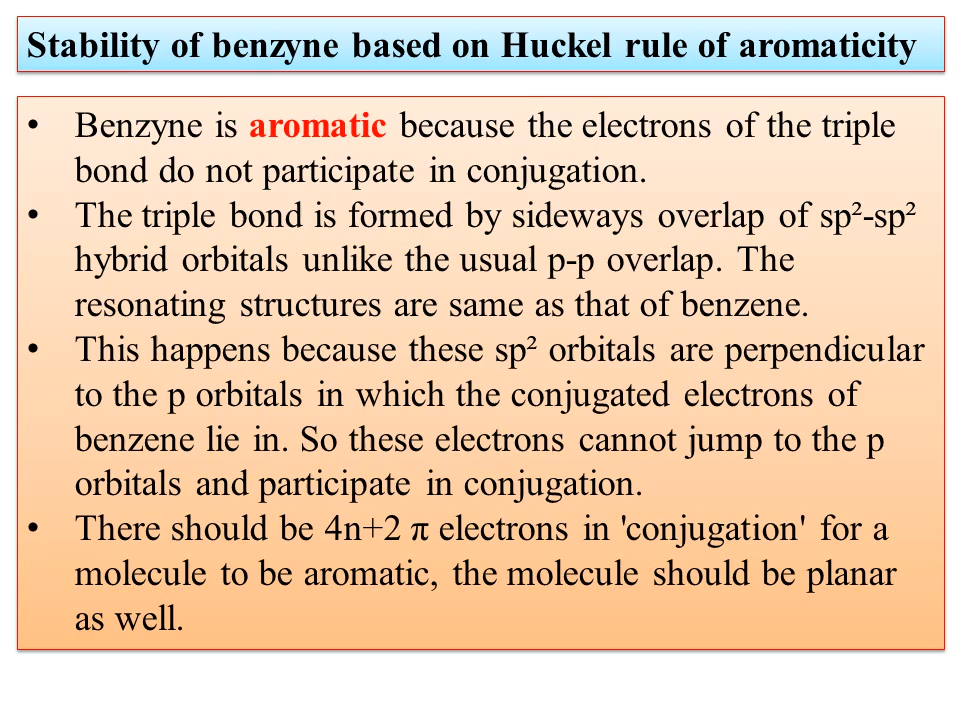 Stability of benzyne based on Huckel rule of aromaticity
• Benzyne is aromatic because the electrons of the triple
bond do not participate in conjugation.
• The triple bond is formed by sideways overlap of sp²-sp²
hybrid orbitals unlike the usual p-p overlap. The
resonating structures are same as that of benzene.
• This happens because these sp² orbitals are perpendicular
to the p orbitals in which the conjugated electrons of
benzene lie in. So these electrons cannot jump to the p
orbitals and participate in conjugation.
• There should be 4n+2 π electrons in 'conjugation' for a
molecule to be aromatic, the molecule should be planar
as well.